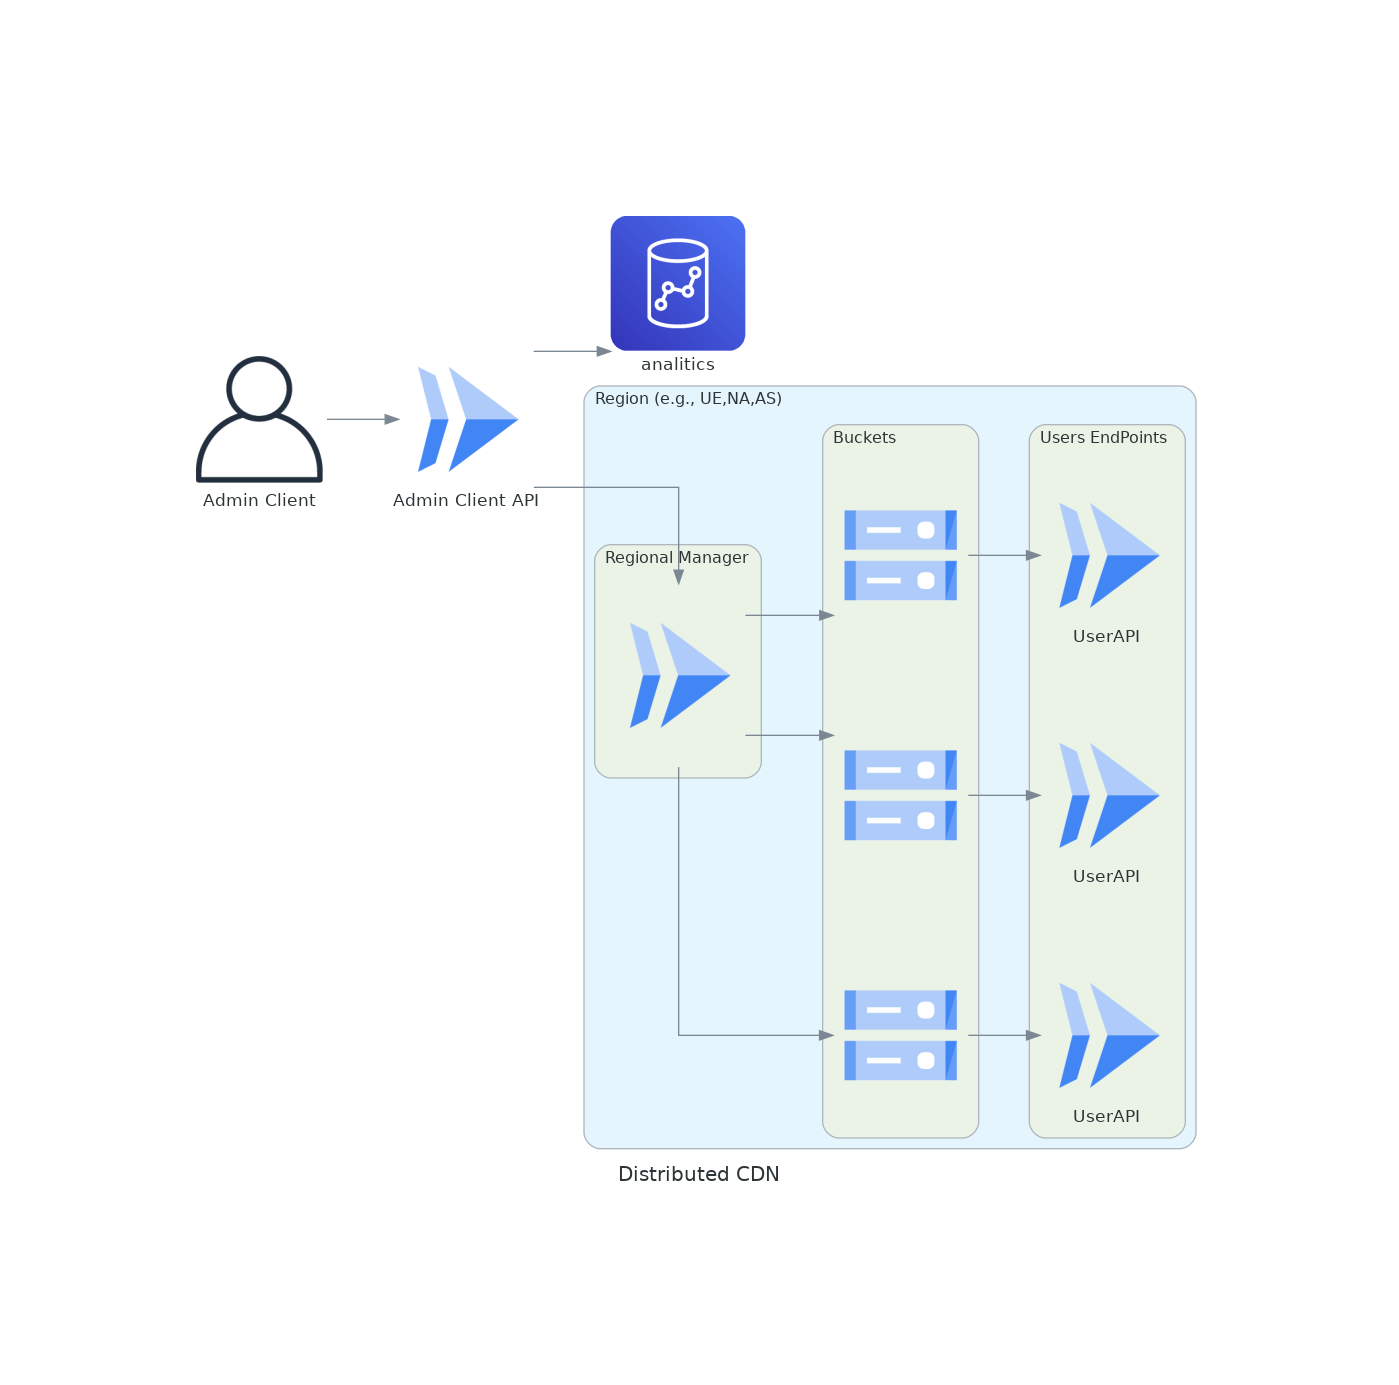 analitics
Region (e.g., UE,NA,AS)
Buckets
Users EndPoints
Admin Client
Admin Client API
Regional Manager
UserAPI
UserAPI
UserAPI
Distributed CDN